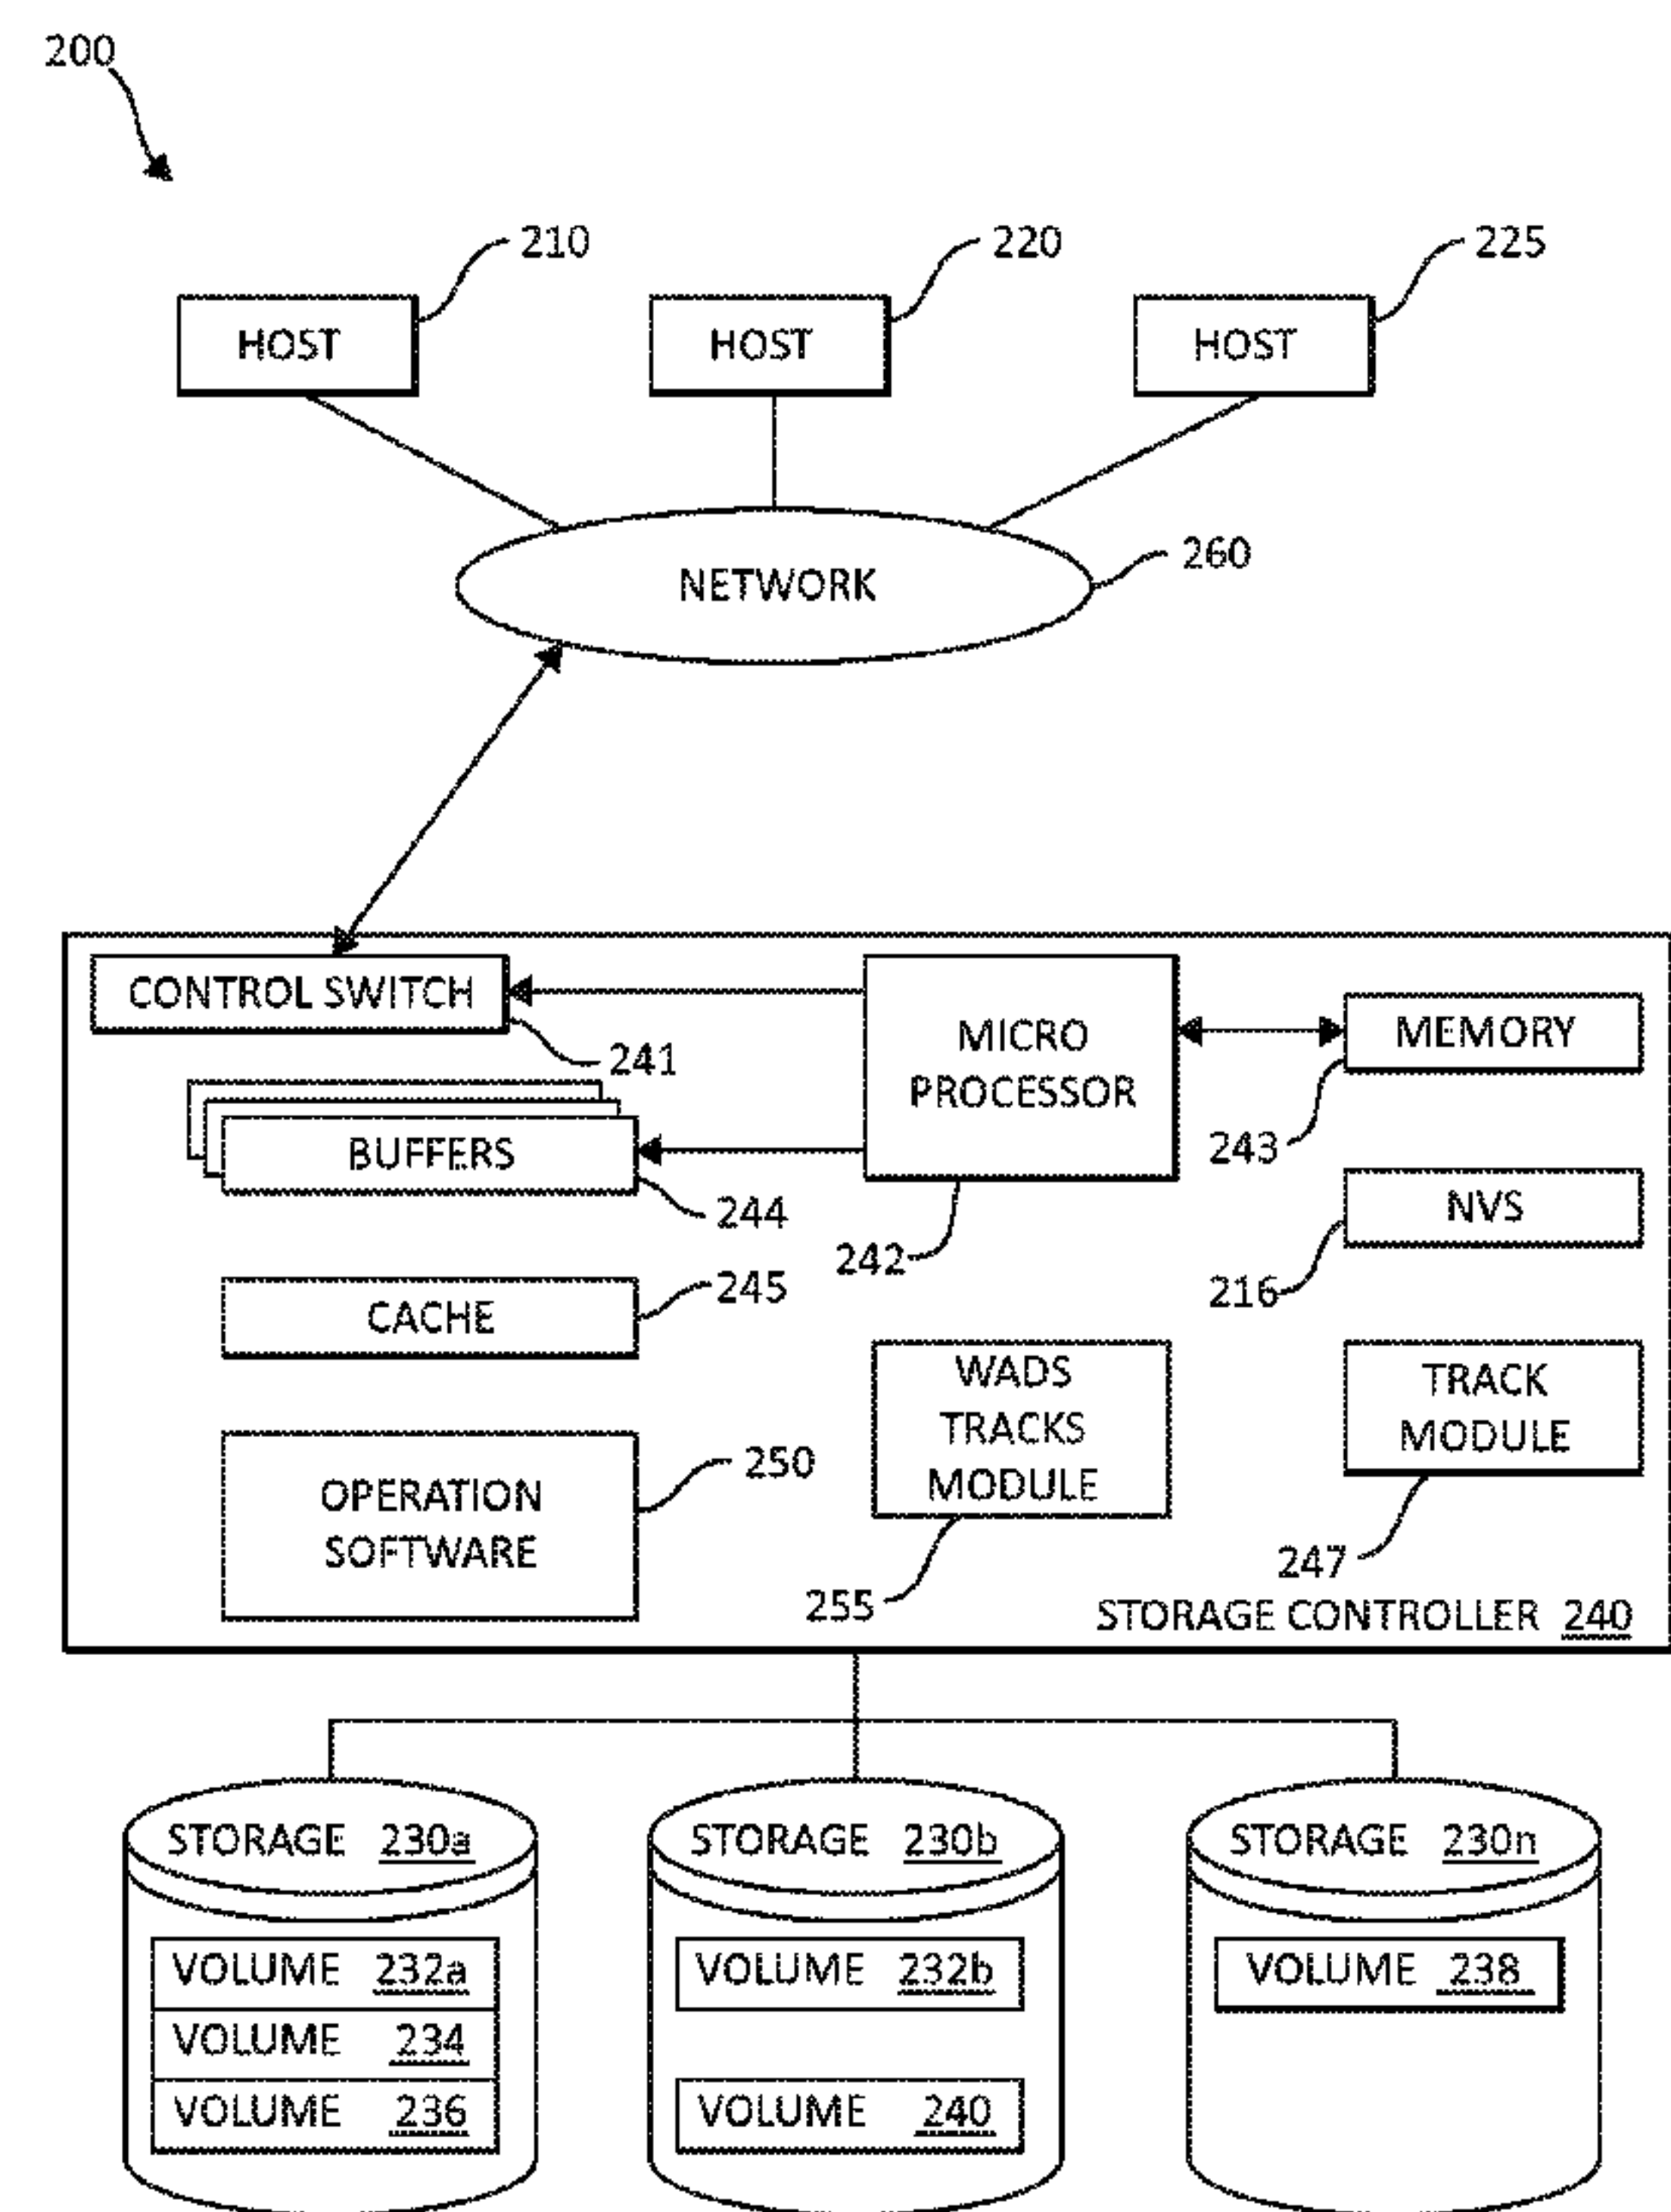 200
210
220
225
HOST
HOST
HOST
260
NETWORK
CONTROL SWITCH
241
MICRO
PROCESSOR
242
MEMORY
243
BUFFERS
244
NVS
216
CACHE
245
WADS
TRACKS
MODULE
255
TRACK
MODULE
247
OPERATION
SOFTWARE
250
STORAGE CONTROLLER 240
STORAGE 230a
VOLUME 232a
VOLUME 234
VOLUME 236
STORAGE 230b
VOLUME 232b
VOLUME 240
STORAGE 230n
VOLUME 238